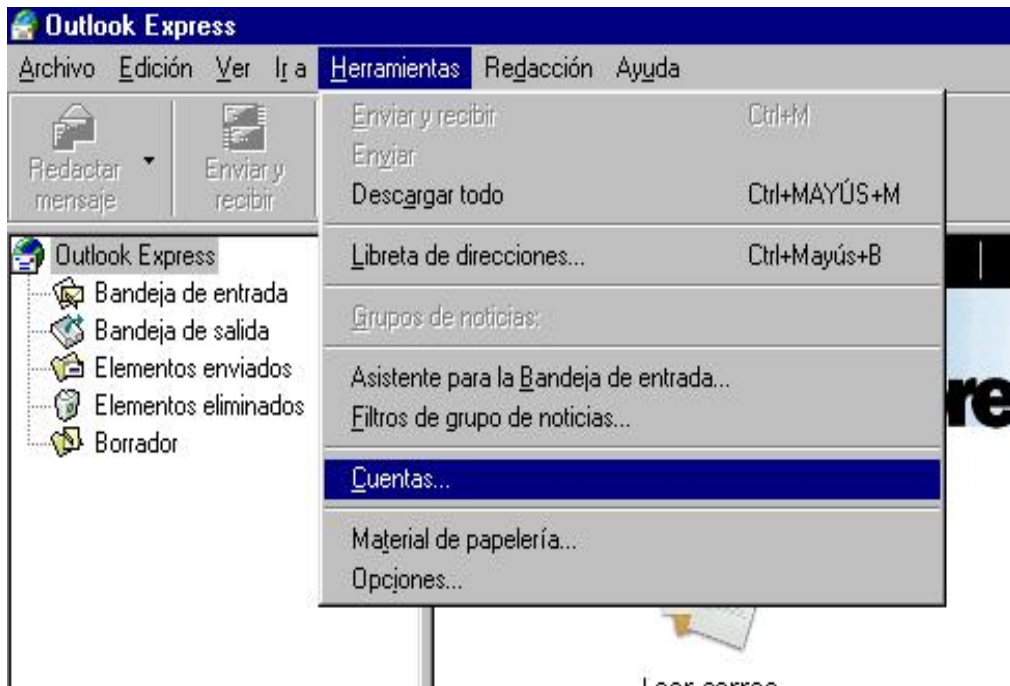 Outlook Express
Archivo Edición Ver Ir a Herramientas Redacción Ayuda
Redactar mensaje
Enviar y recibir
Enviar y recibir Ctrl+M
Enviar
Descargar todo Ctrl+MAYÚS+M
Libreta de direcciones... Ctrl+Mayús+B
Grupos de noticias:
Asistente para la Bandeja de entrada...
Filtros de grupo de noticias...
Cuentas...
Material de papelería...
Opciones...
Outlook Express
Bandeja de entrada
Bandeja de salida
Elementos enviados
Elementos eliminados
Borrador
re
Leer correo